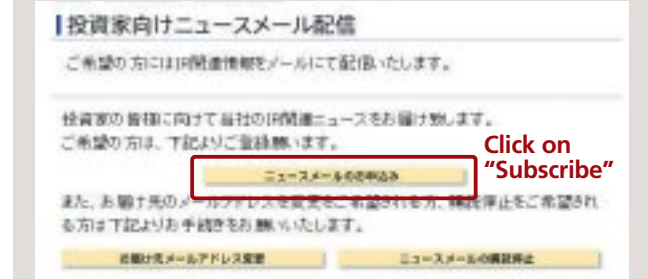 投資家向けニュースメール配信
ご希望の方にはIR関連情報をメールにて配信いたします。
投資家の皆様に向けて当社のIR関連ニュースをお届け致します。
ご希望の方は、下記よりご登録願います。
Click on
“Subscribe”
ニュースメールのお申込み
また、お届け先のメールアドレスを変更をご希望される方、購読停止をご希望され
る方は下記よりお手続きをお願いいたします。
お届け先メールアドレス変更
ニュースメールの購読停止